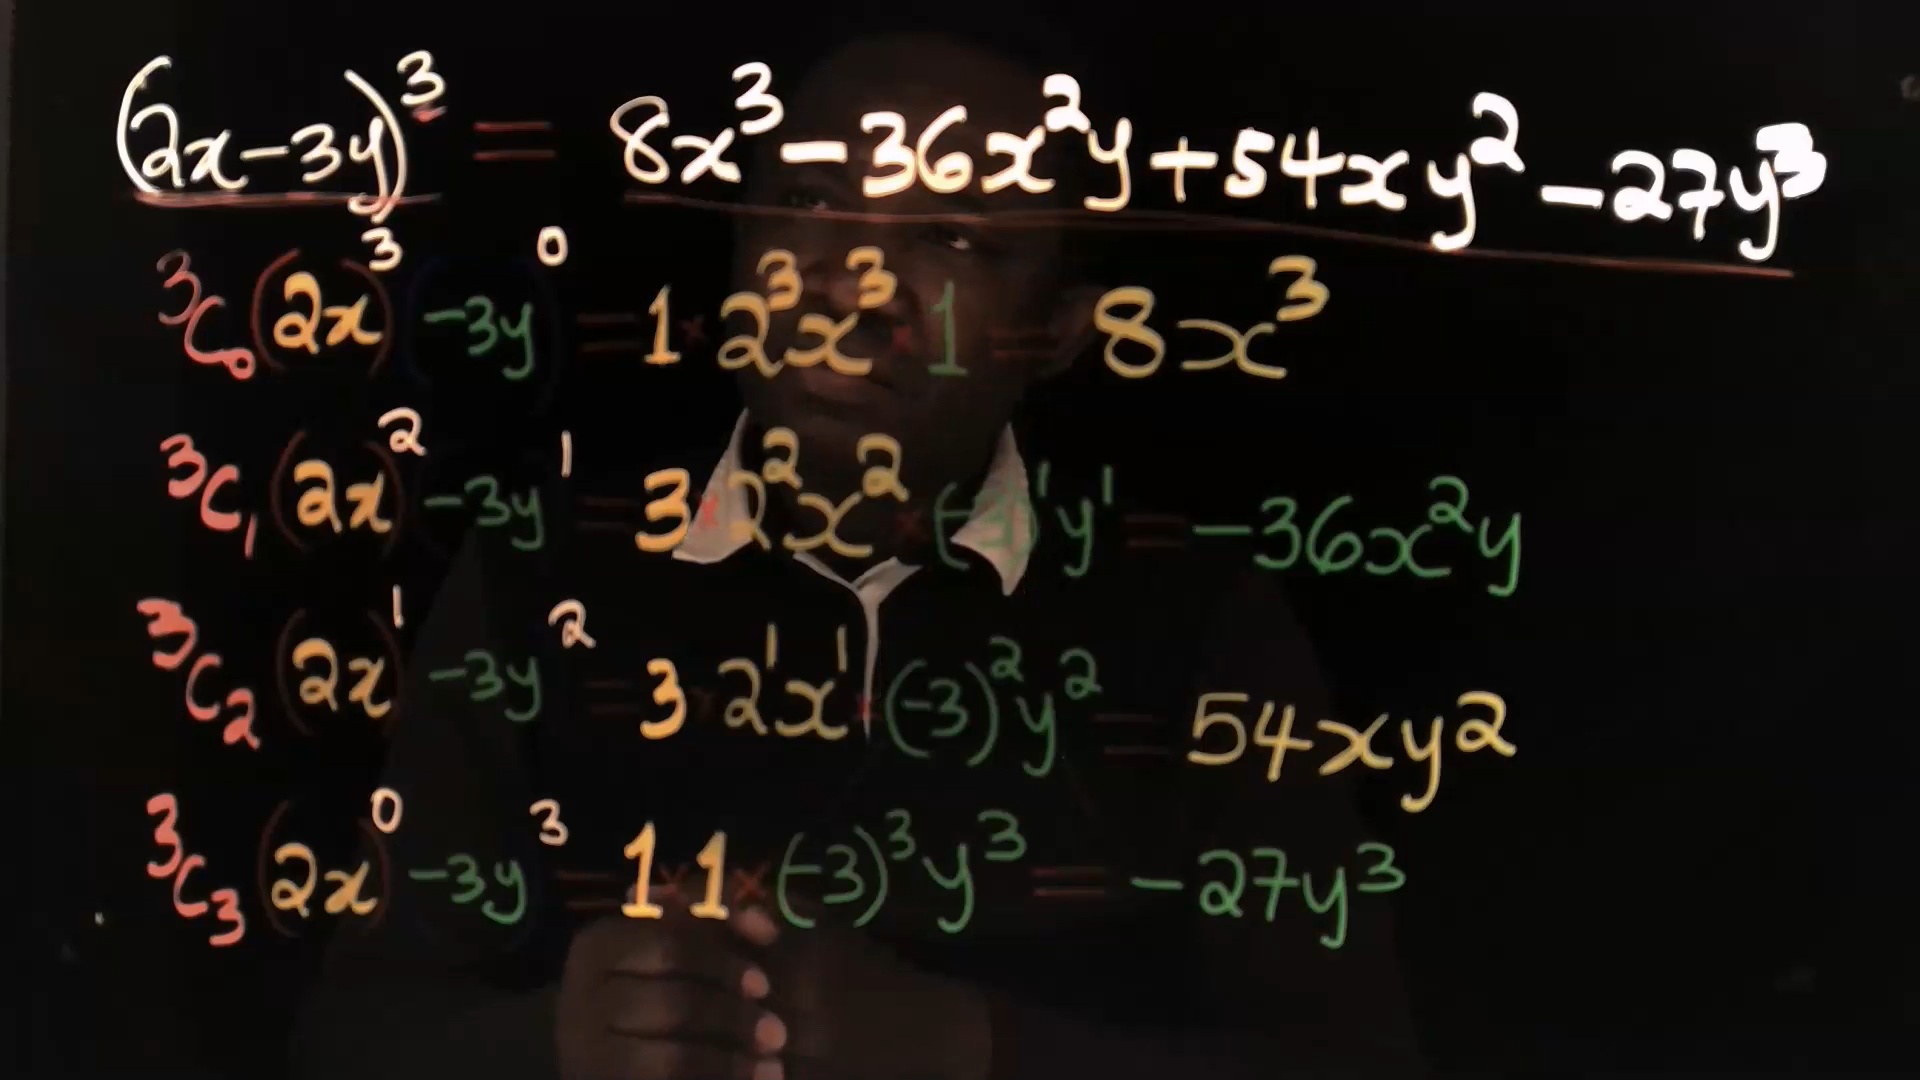 (2x-3y)³ = 8x³ - 36x²y + 54xy² - 27y³
³C₀ (2x)³ (-3y)⁰ = 1 × 2³x³ × 1 = 8x³
³C₁ (2x)² (-3y)¹ = 3 × 2²x² × (-3)¹y¹ = -36x²y
³C₂ (2x)¹ (-3y)² = 3 × 2¹x¹ × (-3)²y² = 54xy²
³C₃ (2x)⁰ (-3y)³ = 1 × 1 × (-3)³y³ = -27y³